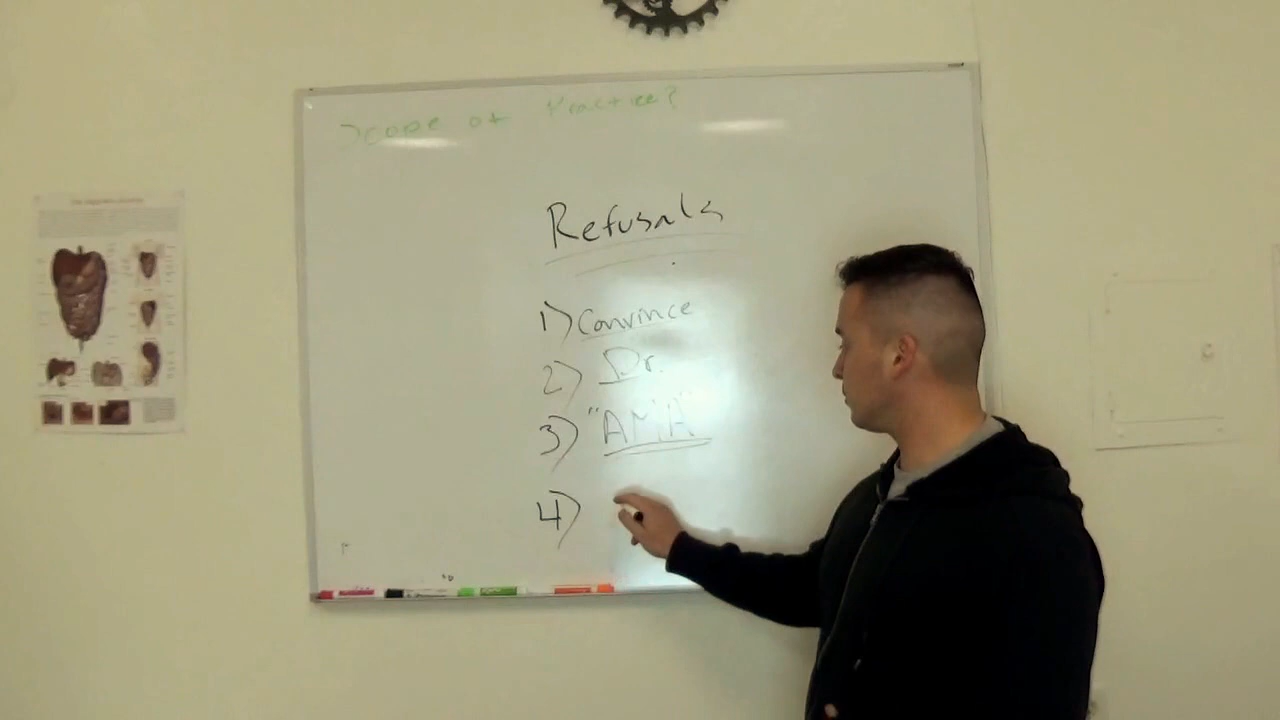 Scope of Practice?
Refusals
1) Convince
2) Dr.
3) "AMA"
4)